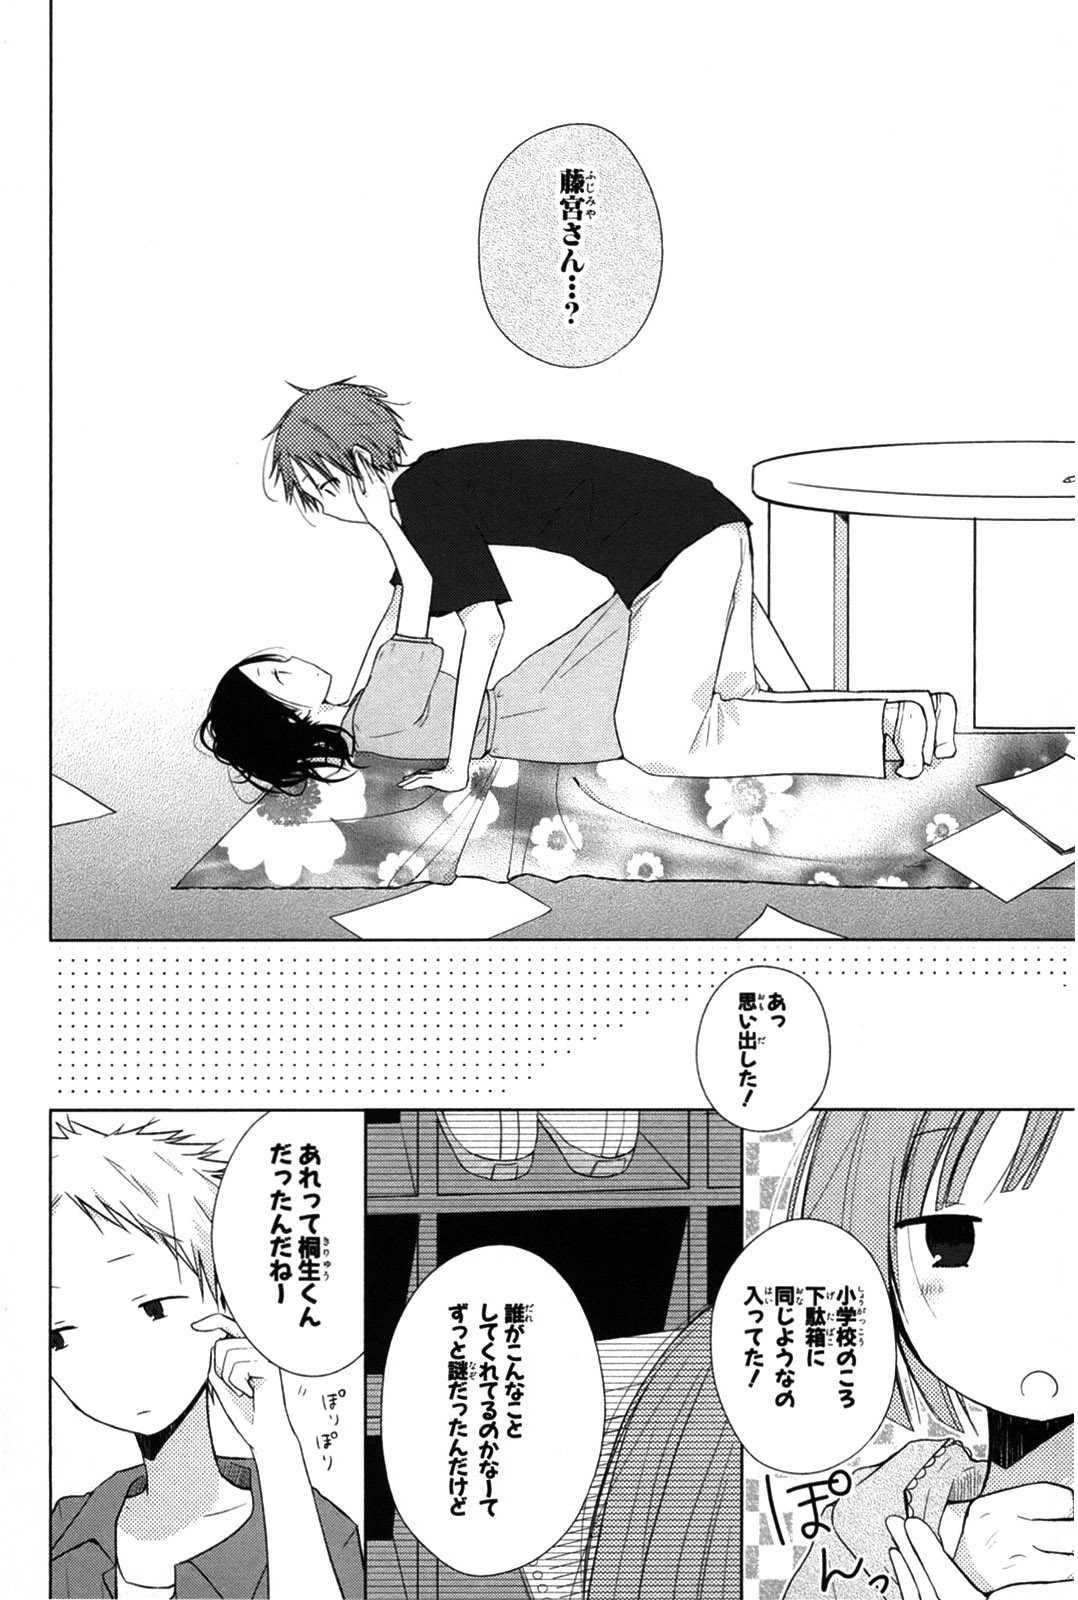 藤宮さん…?
あっ
思い出した!
小学校のころ
下駄箱に
同じようなの
入ってた!
ぽんっ
誰がこんなこと
してくれてるのかなーて
ずっと謎だったんだけど
あれって桐生くん
だったんだねー
ぽりぽり